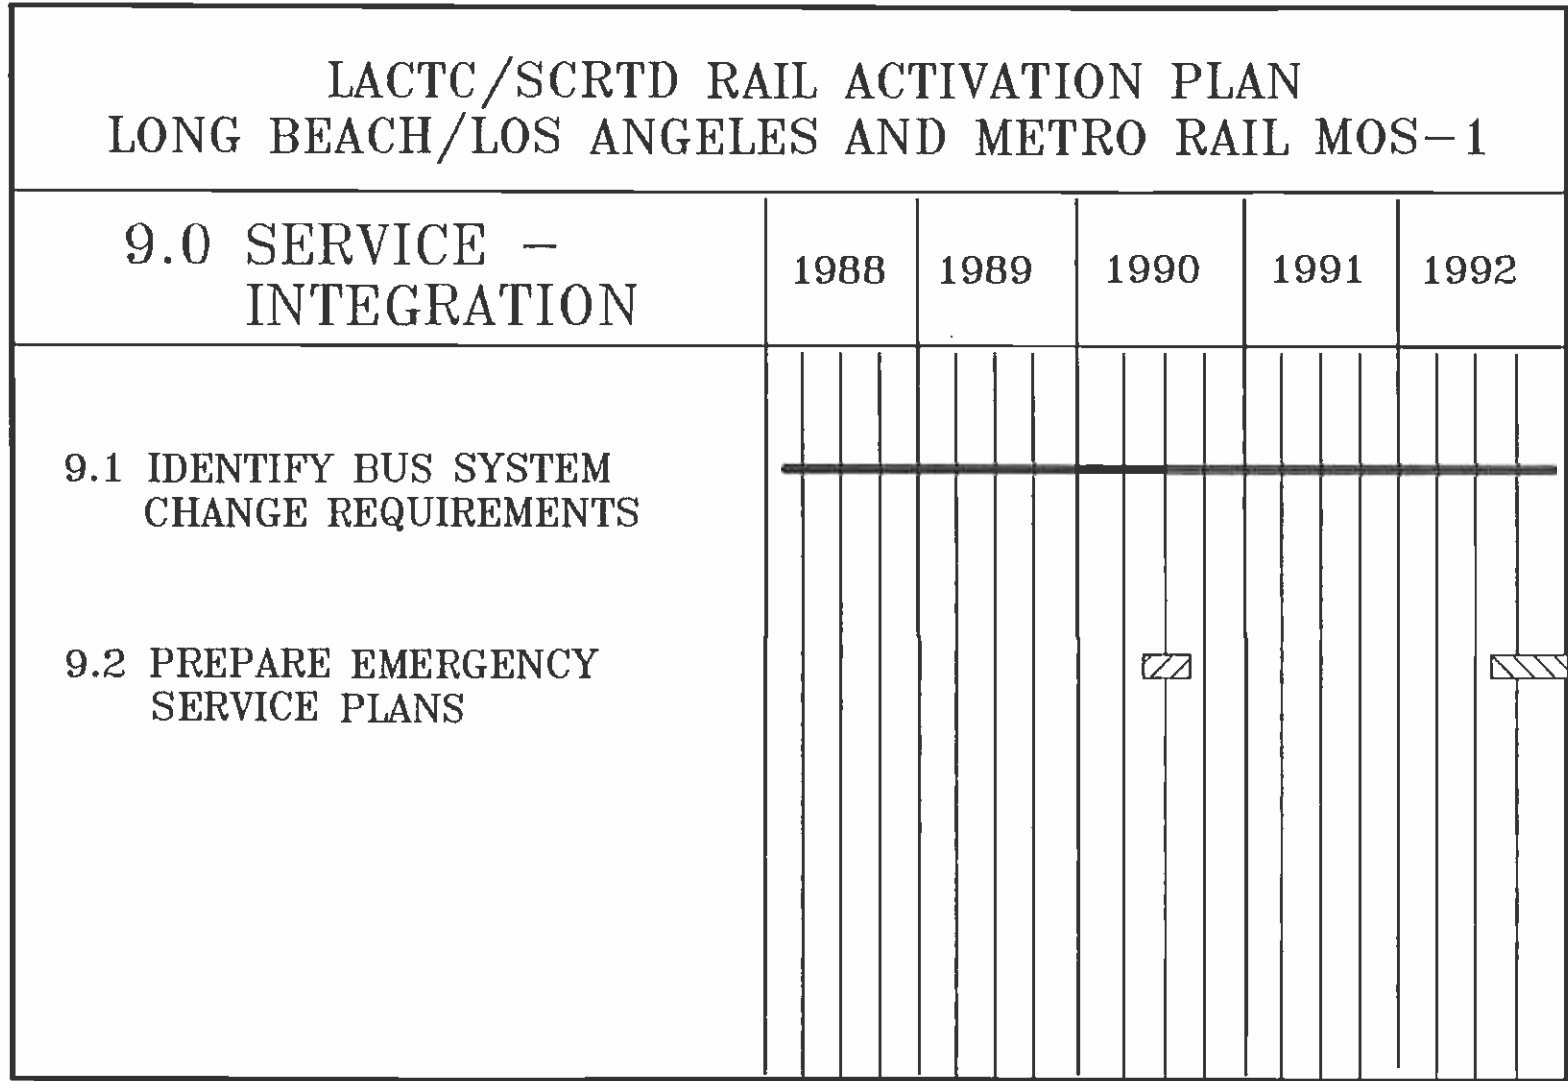 LACTC/SCRTD RAIL ACTIVATION PLAN
LONG BEACH/LOS ANGELES AND METRO RAIL MOS-1
9.0 SERVICE -
INTEGRATION
1988 1989 1990 1991 1992
9.1 IDENTIFY BUS SYSTEM
CHANGE REQUIREMENTS
9.2 PREPARE EMERGENCY
SERVICE PLANS